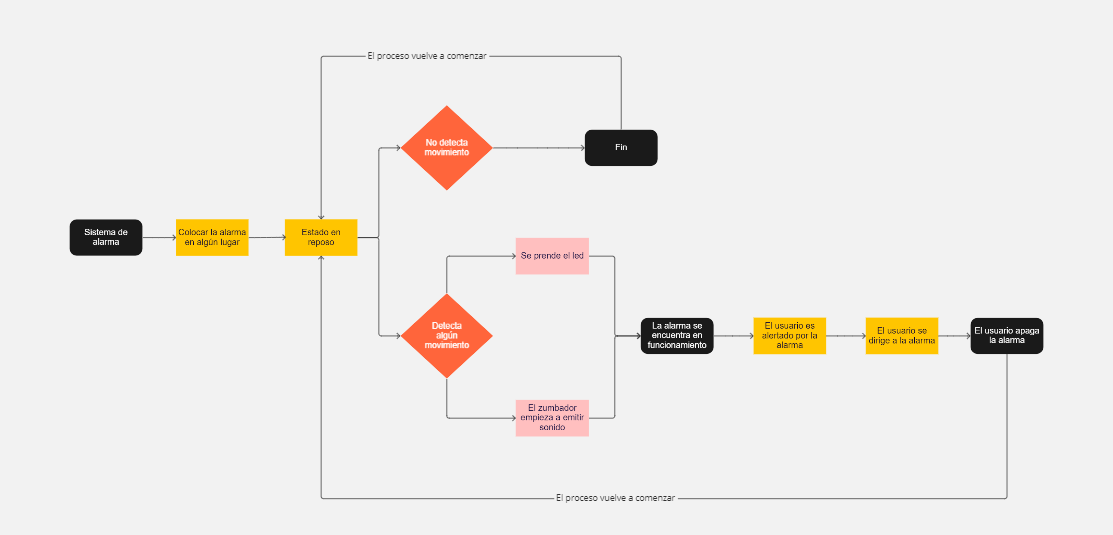 El proceso vuelve a comenzar
No detecta
movimiento
Fin
Sistema de
alarma
Colocar la alarma
en algún lugar
Estado en
reposo
Se prende el led
Detecta
algún
movimiento
La alarma se
encuentra en
funcionamiento
El usuario es
alertado por la
alarma
El usuario se
dirige a la alarma
El usuario apaga
la alarma
El zumbador
empieza a emitir
sonido
El proceso vuelve a comenzar